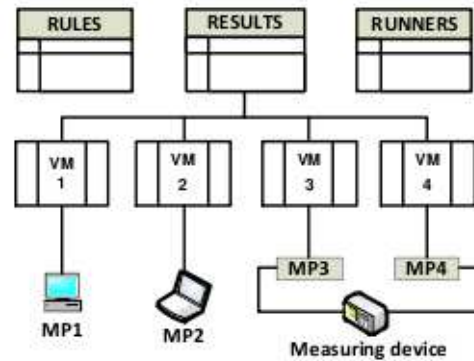 RULES RESULTS RUNNERS
VM VM VM VM
1 2 3 4
MP3 MP4
MP1 MP2
Measuring device